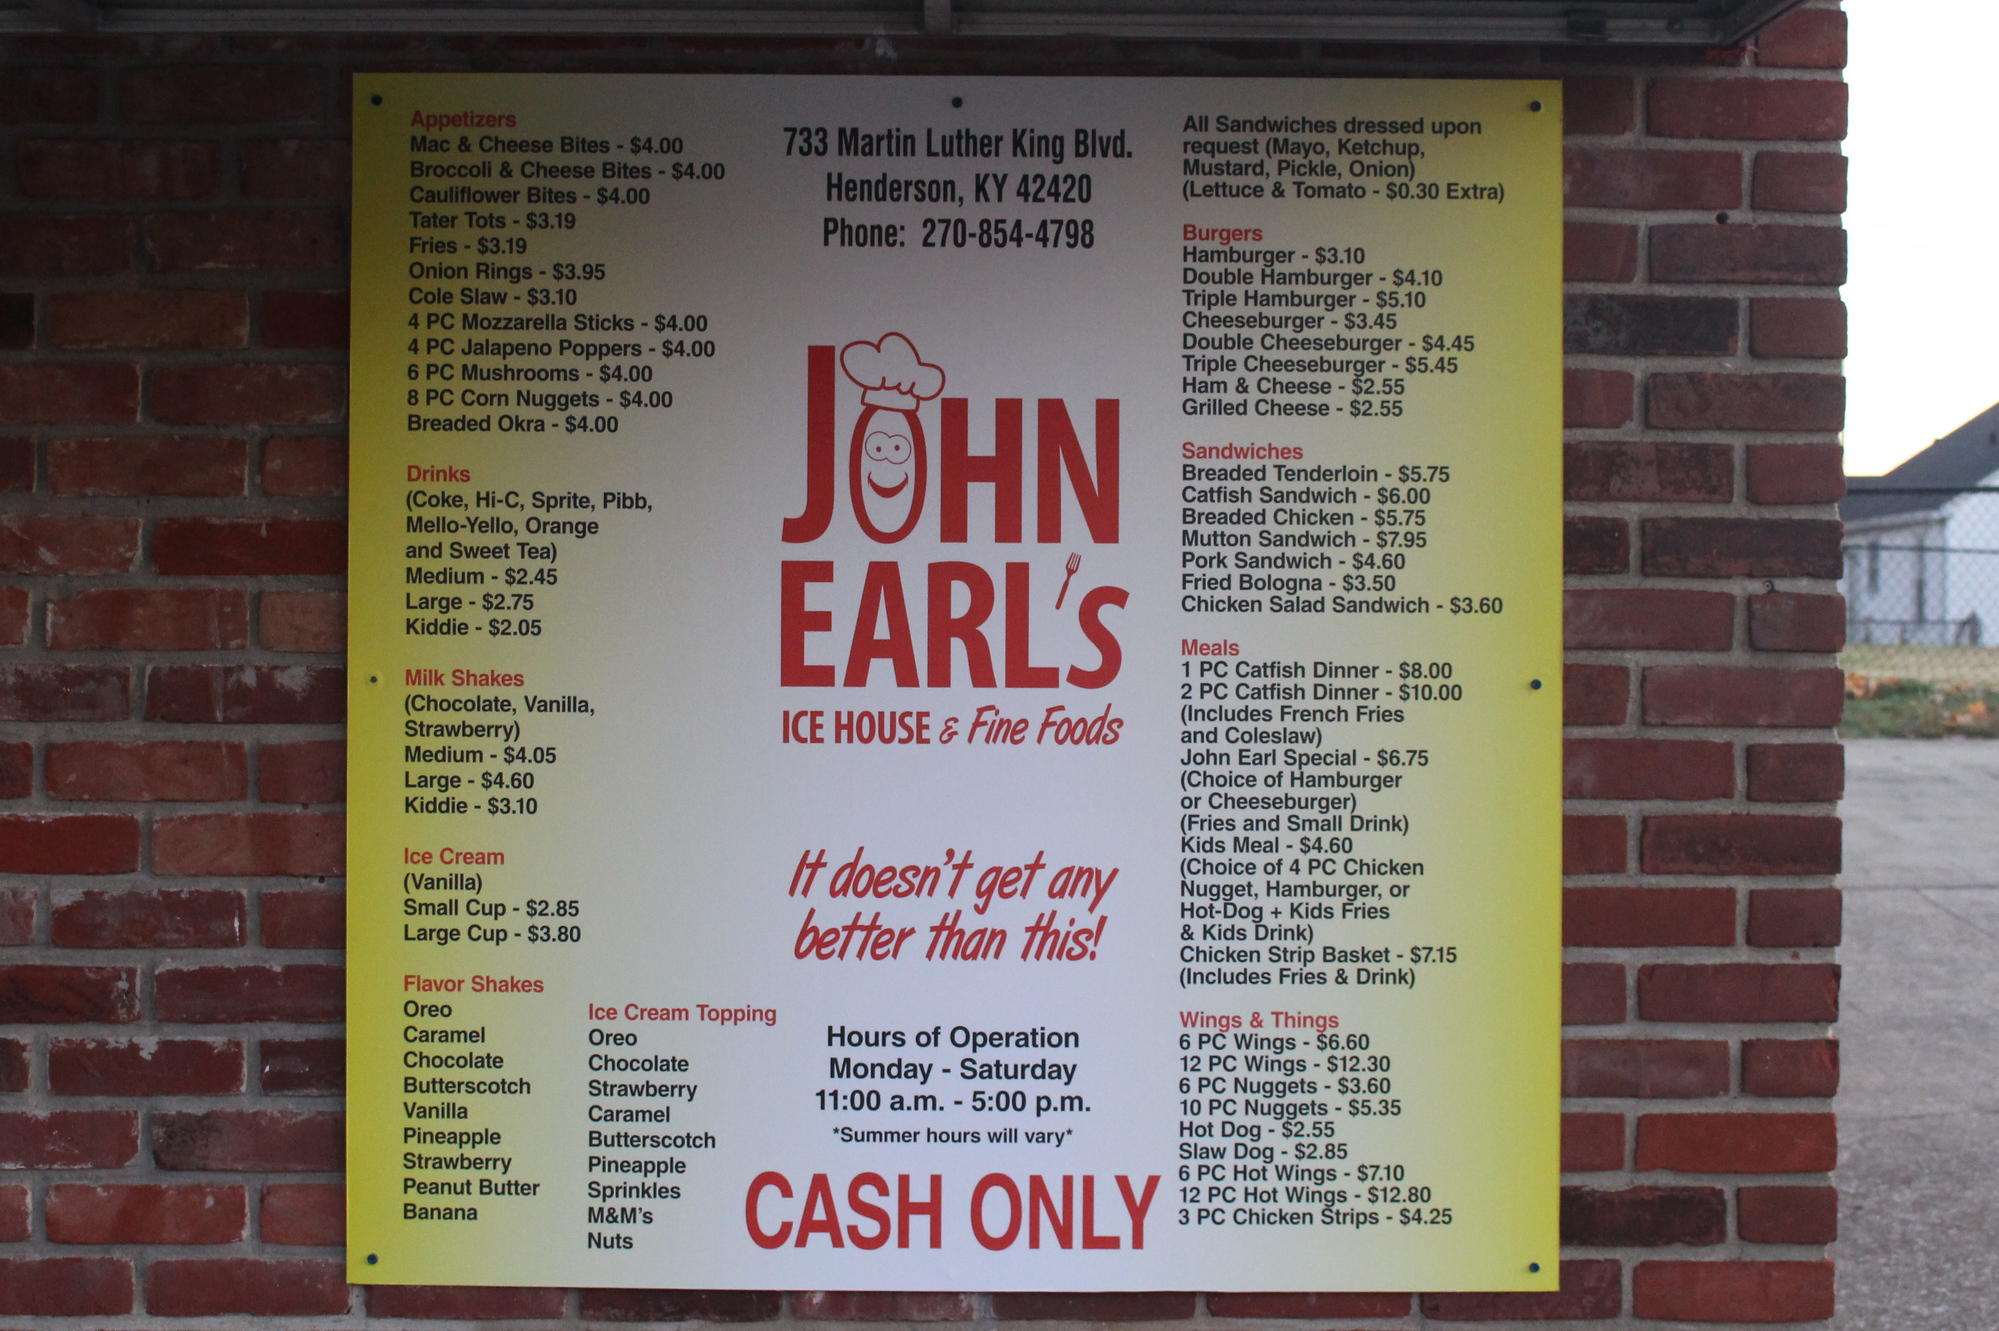 Appetizers
Mac & Cheese Bites - $4.00
Broccoli & Cheese Bites - $4.00
Cauliflower Bites - $4.00
Tater Tots - $3.19
Fries - $3.19
Onion Rings - $3.95
Cole Slaw - $3.10
4 PC Mozzarella Sticks - $4.00
4 PC Jalapeno Poppers - $4.00
6 PC Mushrooms - $4.00
8 PC Corn Nuggets - $4.00
Breaded Okra - $4.00
Drinks
(Coke, Hi-C, Sprite, Pibb,
Mello-Yello, Orange
and Sweet Tea)
Medium - $2.45
Large - $2.75
Kiddie - $2.05
Milk Shakes
(Chocolate, Vanilla,
Strawberry)
Medium - $4.05
Large - $4.60
Kiddie - $3.10
Ice Cream
(Vanilla)
Small Cup - $2.85
Large Cup - $3.80
Flavor Shakes
Oreo
Caramel
Chocolate
Butterscotch
Vanilla
Pineapple
Strawberry
Peanut Butter
Banana
Ice Cream Topping
Oreo
Chocolate
Strawberry
Caramel
Butterscotch
Pineapple
Sprinkles
M&M's
Nuts
733 Martin Luther King Blvd.
Henderson, KY 42420
Phone: 270-854-4798
JOHN
EARL'S
ICE HOUSE & Fine Foods
It doesn't get any
better than this!
Hours of Operation
Monday - Saturday
11:00 a.m. - 5:00 p.m.
*Summer hours will vary*
CASH ONLY
All Sandwiches dressed upon
request (Mayo, Ketchup,
Mustard, Pickle, Onion)
(Lettuce & Tomato - $0.30 Extra)
Burgers
Hamburger - $3.10
Double Hamburger - $4.10
Triple Hamburger - $5.10
Cheeseburger - $3.45
Double Cheeseburger - $4.45
Triple Cheeseburger - $5.45
Ham & Cheese - $2.55
Grilled Cheese - $2.55
Sandwiches
Breaded Tenderloin - $5.75
Catfish Sandwich - $6.00
Breaded Chicken - $5.75
Mutton Sandwich - $7.95
Pork Sandwich - $4.60
Fried Bologna - $3.50
Chicken Salad Sandwich - $3.60
Meals
1 PC Catfish Dinner - $8.00
2 PC Catfish Dinner - $10.00
(Includes French Fries
and Coleslaw)
John Earl Special - $6.75
(Choice of Hamburger
or Cheeseburger)
(Fries and Small Drink)
Kids Meal - $4.60
(Choice of 4 PC Chicken
Nugget, Hamburger, or
Hot-Dog + Kids Fries
& Kids Drink)
Chicken Strip Basket - $7.15
(Includes Fries & Drink)
Wings & Things
6 PC Wings - $6.60
12 PC Wings - $12.30
6 PC Nuggets - $3.60
10 PC Nuggets - $5.35
Hot Dog - $2.55
Slaw Dog - $2.85
6 PC Hot Wings - $7.10
12 PC Hot Wings - $12.80
3 PC Chicken Strips - $4.25